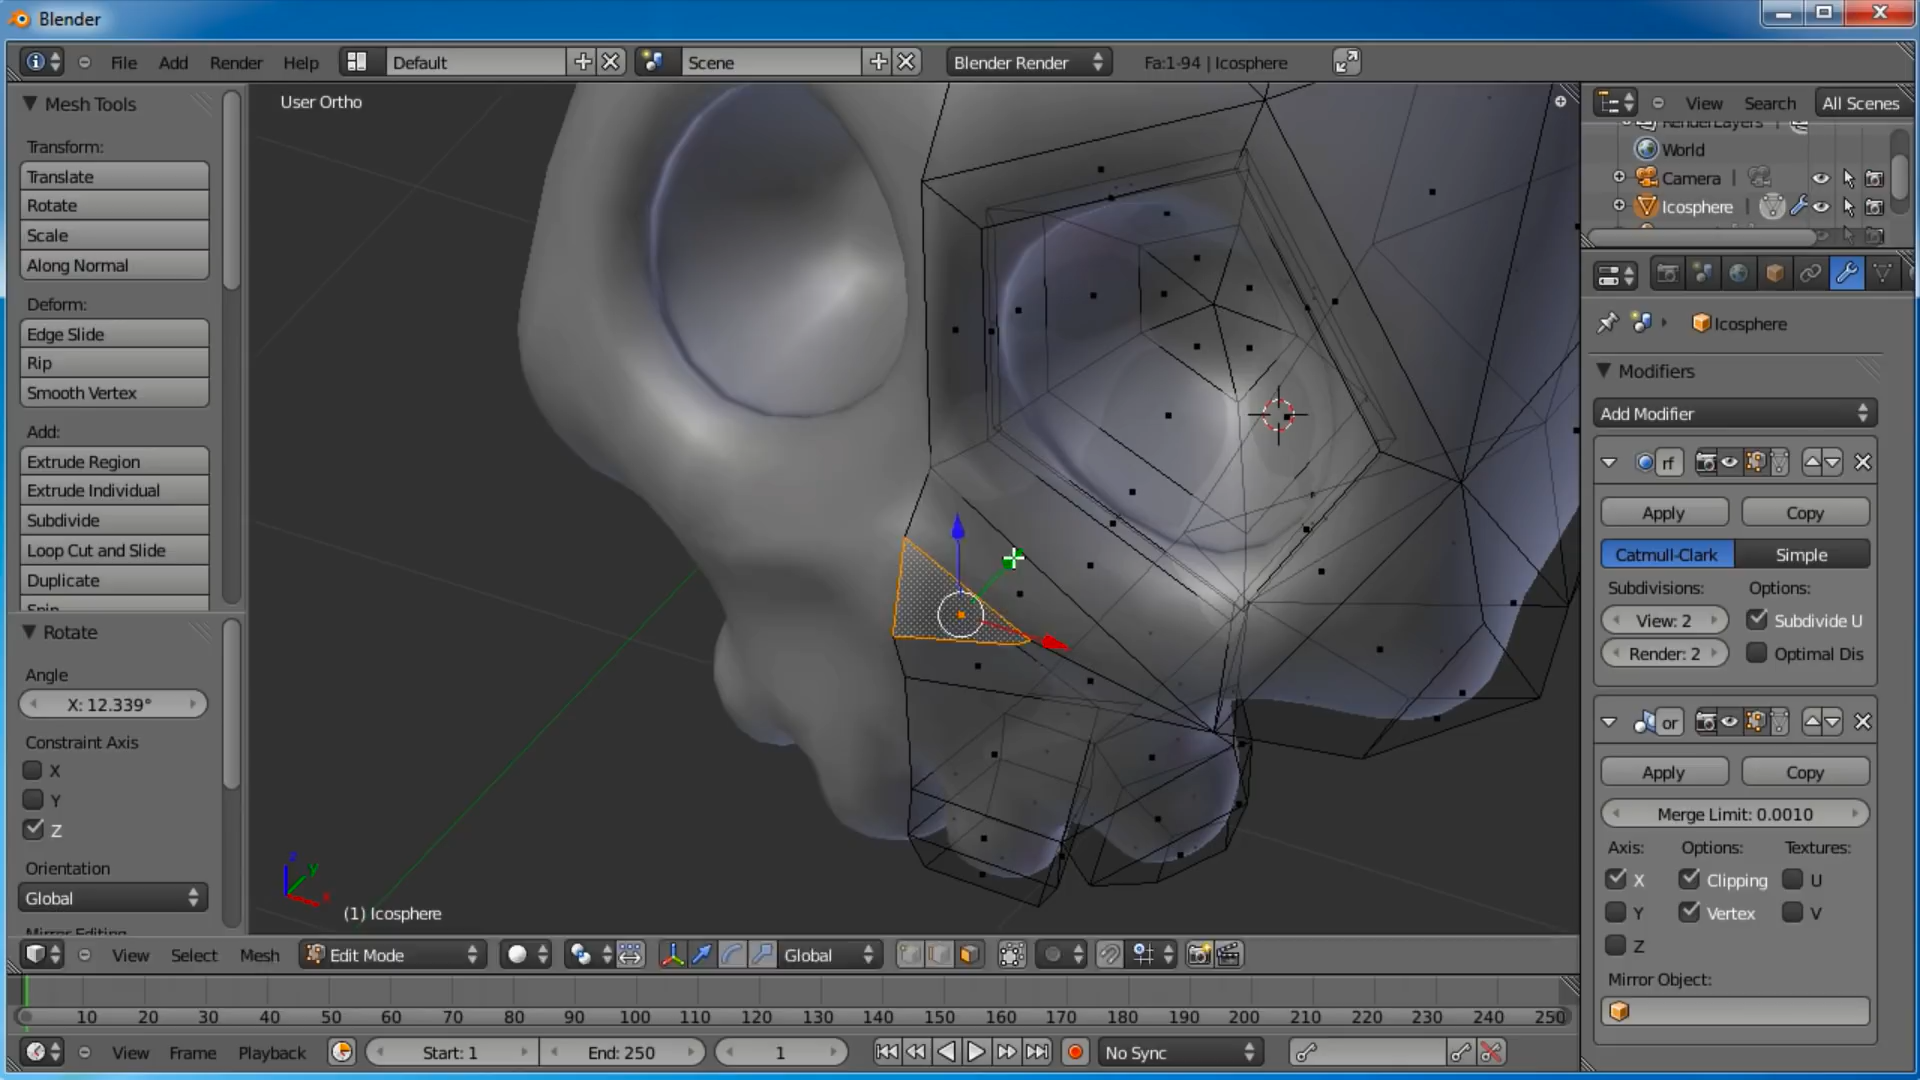 Blender
File Add Render Help Default Scene Blender Render Fa:1-94 | Icosphere
Mesh Tools
Transform:
Translate
Rotate
Scale
Along Normal
Deform:
Edge Slide
Rip
Smooth Vertex
Add:
Extrude Region
Extrude Individual
Subdivide
Loop Cut and Slide
Duplicate
Spin
Rotate
Angle
X: 12.339°
Constraint Axis
X
Y
Z
Orientation
Global
Mirror Editing
User Ortho
z
y
x
(1) Icosphere
View Search All Scenes
RenderLayers |
World
Camera |
Icosphere |
Icosphere
Modifiers
Add Modifier
rf
Apply Copy
Catmull-Clark Simple
Subdivisions: Options:
View: 2 Subdivide U
Render: 2 Optimal Dis
or
Apply Copy
Merge Limit: 0.0010
Axis: Options: Textures:
X Clipping U
Y Vertex V
Z
Mirror Object:
View Select Mesh Edit Mode Global
10 20 30 40 50 60 70 80 90 100 110 120 130 140 150 160 170 180 190 200 210 220 230 240 250
View Frame Playback Start: 1 End: 250 1 No Sync